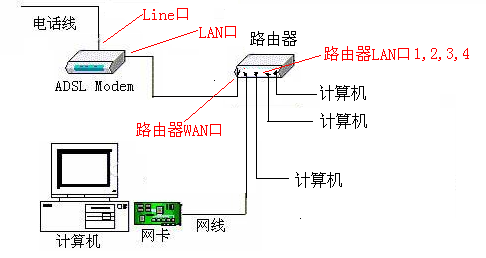 Line口
电话线
LAN口
路由器
路由器LAN口1,2,3,4
ADSL Modem
计算机
路由器WAN口
计算机
计算机
网线
计算机
网卡